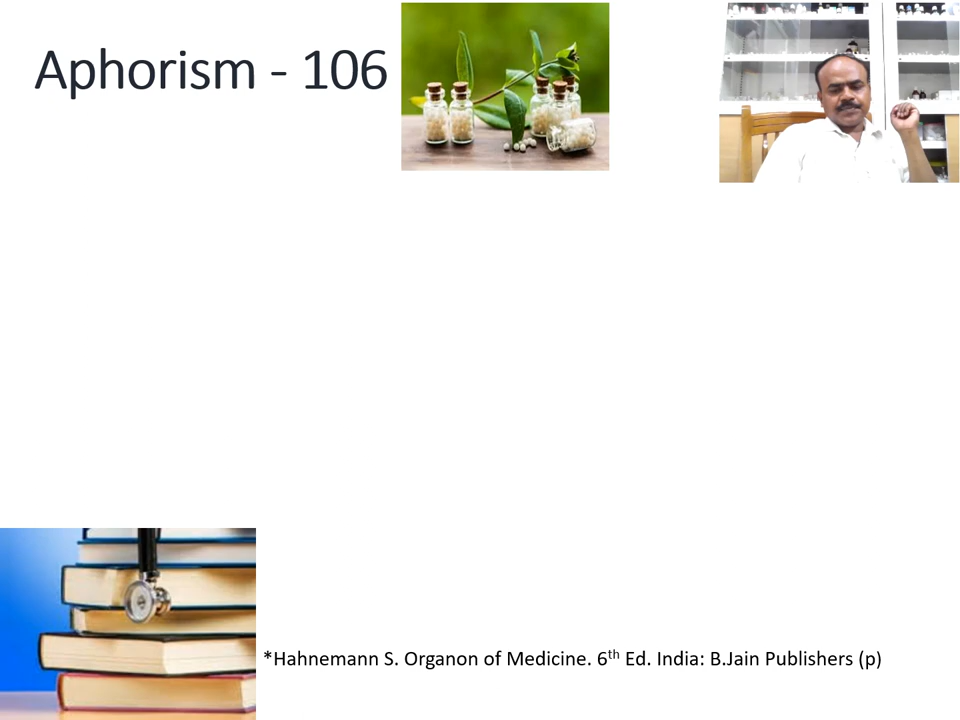 Aphorism - 106
*Hahnemann S. Organon of Medicine. 6th Ed. India: B.Jain Publishers (p)